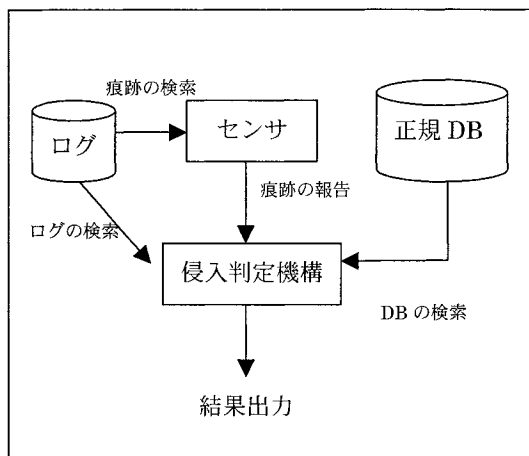 痕跡の検索
ログ
センサ
正規 DB
痕跡の報告
ログの検索
侵入判定機構
DB の検索
結果出力